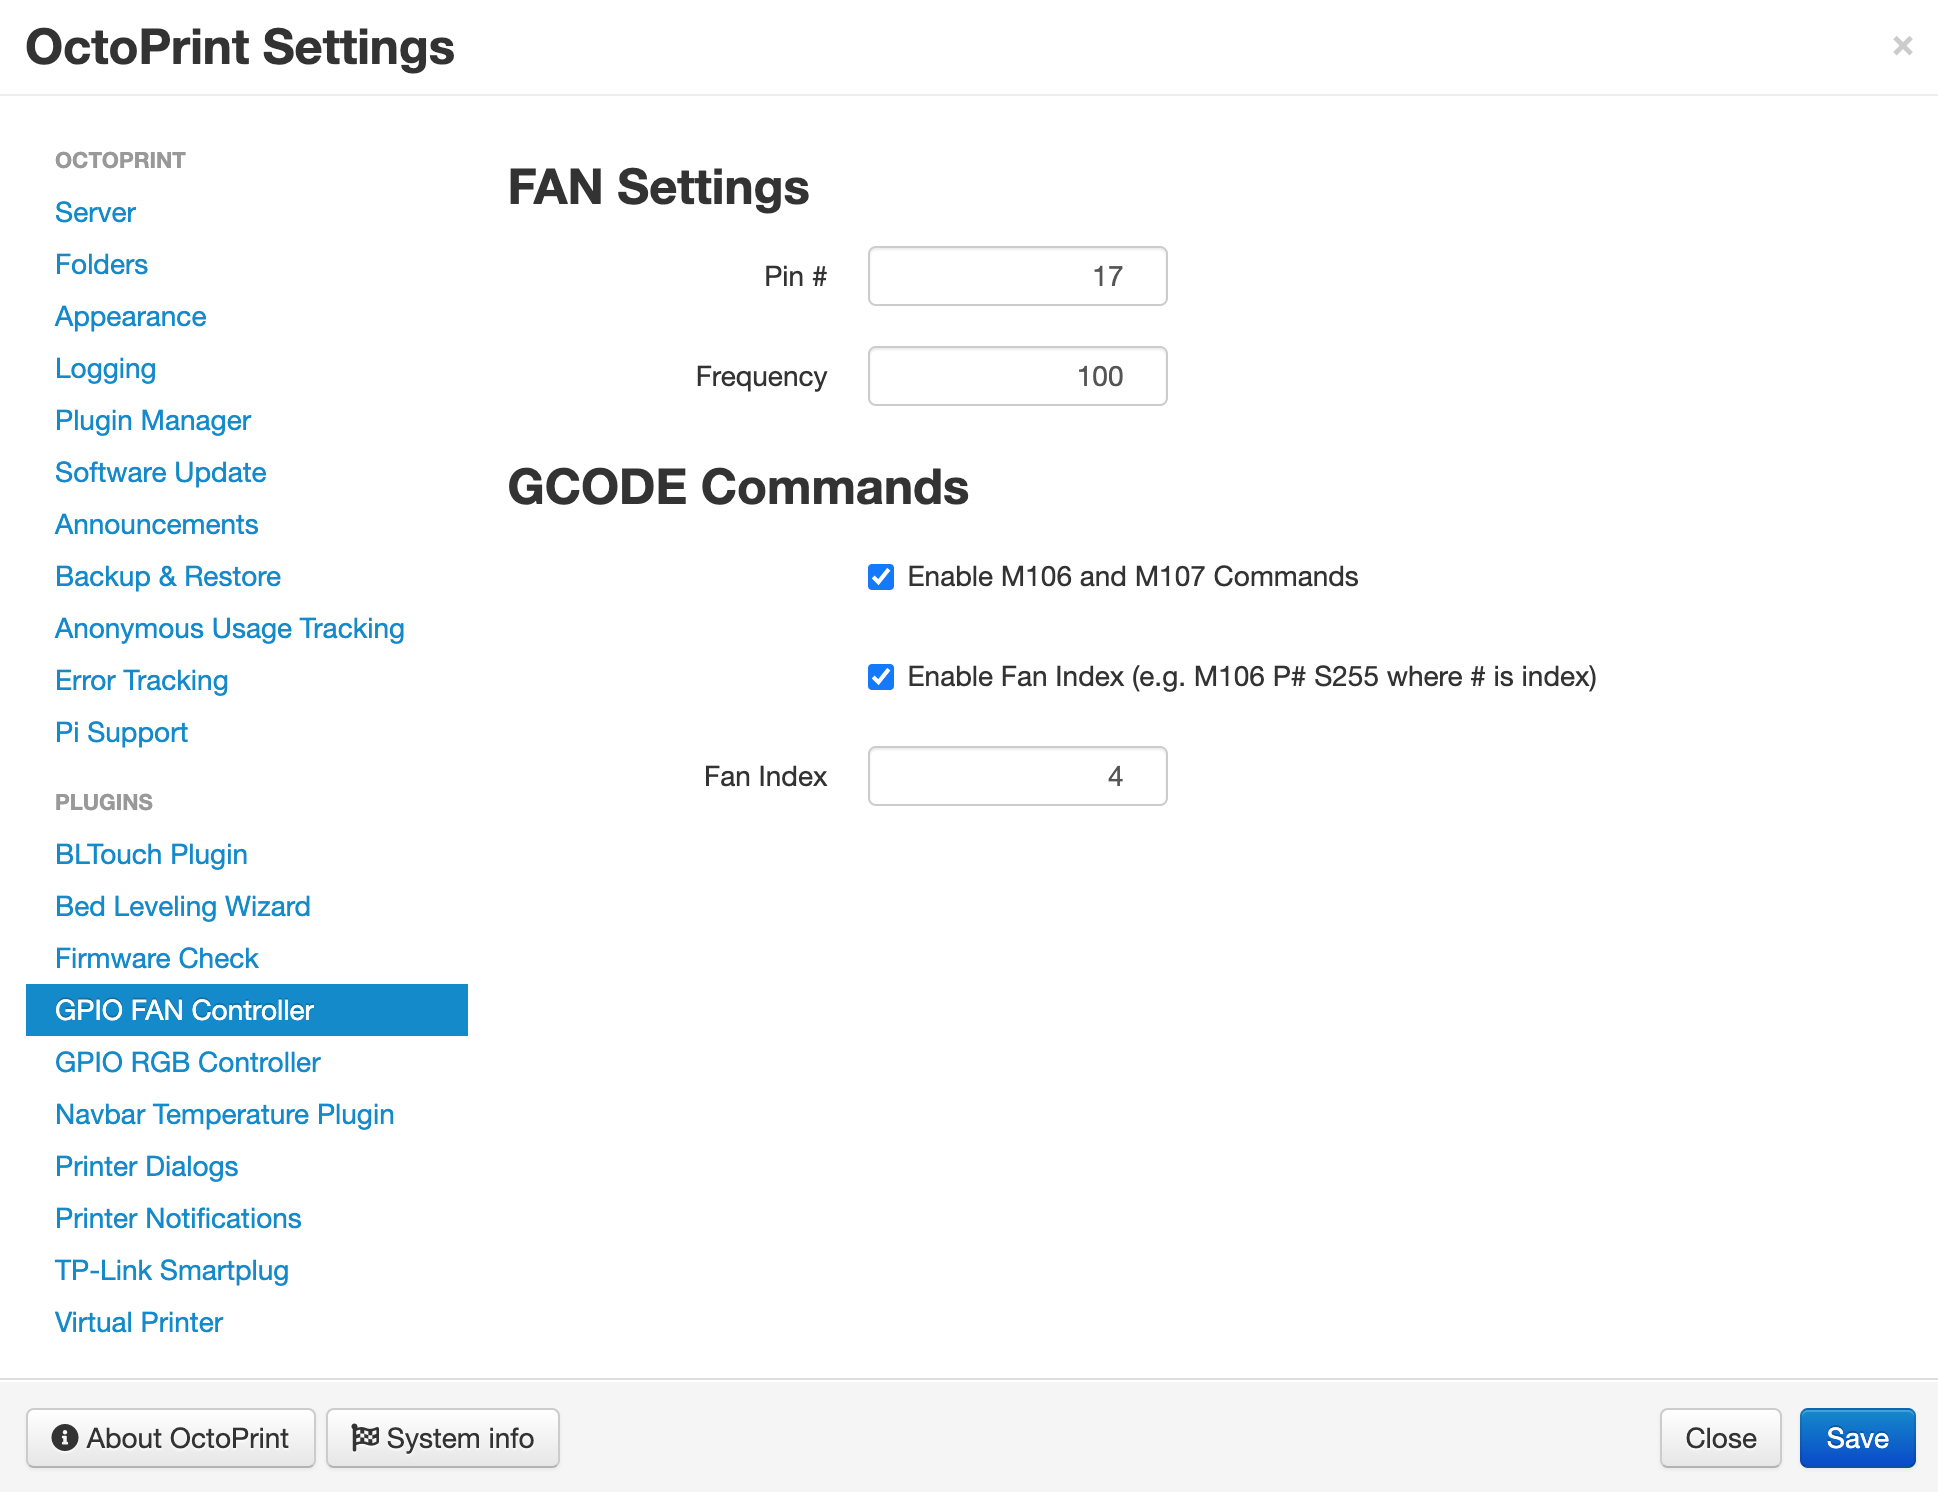 OctoPrint Settings
×
OCTOPRINT
Server
Folders
Appearance
Logging
Plugin Manager
Software Update
Announcements
Backup & Restore
Anonymous Usage Tracking
Error Tracking
Pi Support
PLUGINS
BLTouch Plugin
Bed Leveling Wizard
Firmware Check
GPIO FAN Controller
GPIO RGB Controller
Navbar Temperature Plugin
Printer Dialogs
Printer Notifications
TP-Link Smartplug
Virtual Printer
FAN Settings
Pin # 17
Frequency 100
GCODE Commands
Enable M106 and M107 Commands
Enable Fan Index (e.g. M106 P# S255 where # is index)
Fan Index 4
About OctoPrint System info Close Save